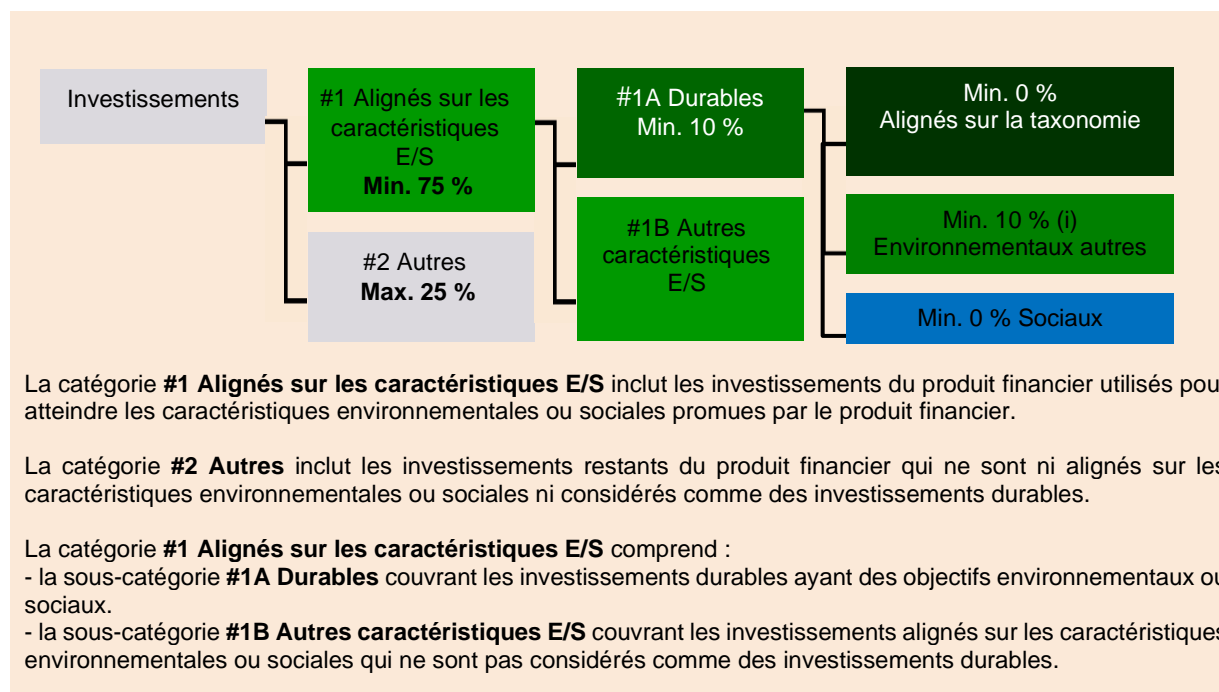 Investissements
#1 Alignés sur les
caractéristiques
E/S
Min. 75 %
#2 Autres
Max. 25 %
#1A Durables
Min. 10 %
#1B Autres
caractéristiques
E/S
Min. 0 %
Alignés sur la taxonomie
Min. 10 % (i)
Environnementaux autres
Min. 0 % Sociaux
La catégorie #1 Alignés sur les caractéristiques E/S inclut les investissements du produit financier utilisés pou
atteindre les caractéristiques environnementales ou sociales promues par le produit financier.
La catégorie #2 Autres inclut les investissements restants du produit financier qui ne sont ni alignés sur les
caractéristiques environnementales ou sociales ni considérés comme des investissements durables.
La catégorie #1 Alignés sur les caractéristiques E/S comprend :
- la sous-catégorie #1A Durables couvrant les investissements durables ayant des objectifs environnementaux ou
sociaux.
- la sous-catégorie #1B Autres caractéristiques E/S couvrant les investissements alignés sur les caractéristiques
environnementales ou sociales qui ne sont pas considérés comme des investissements durables.